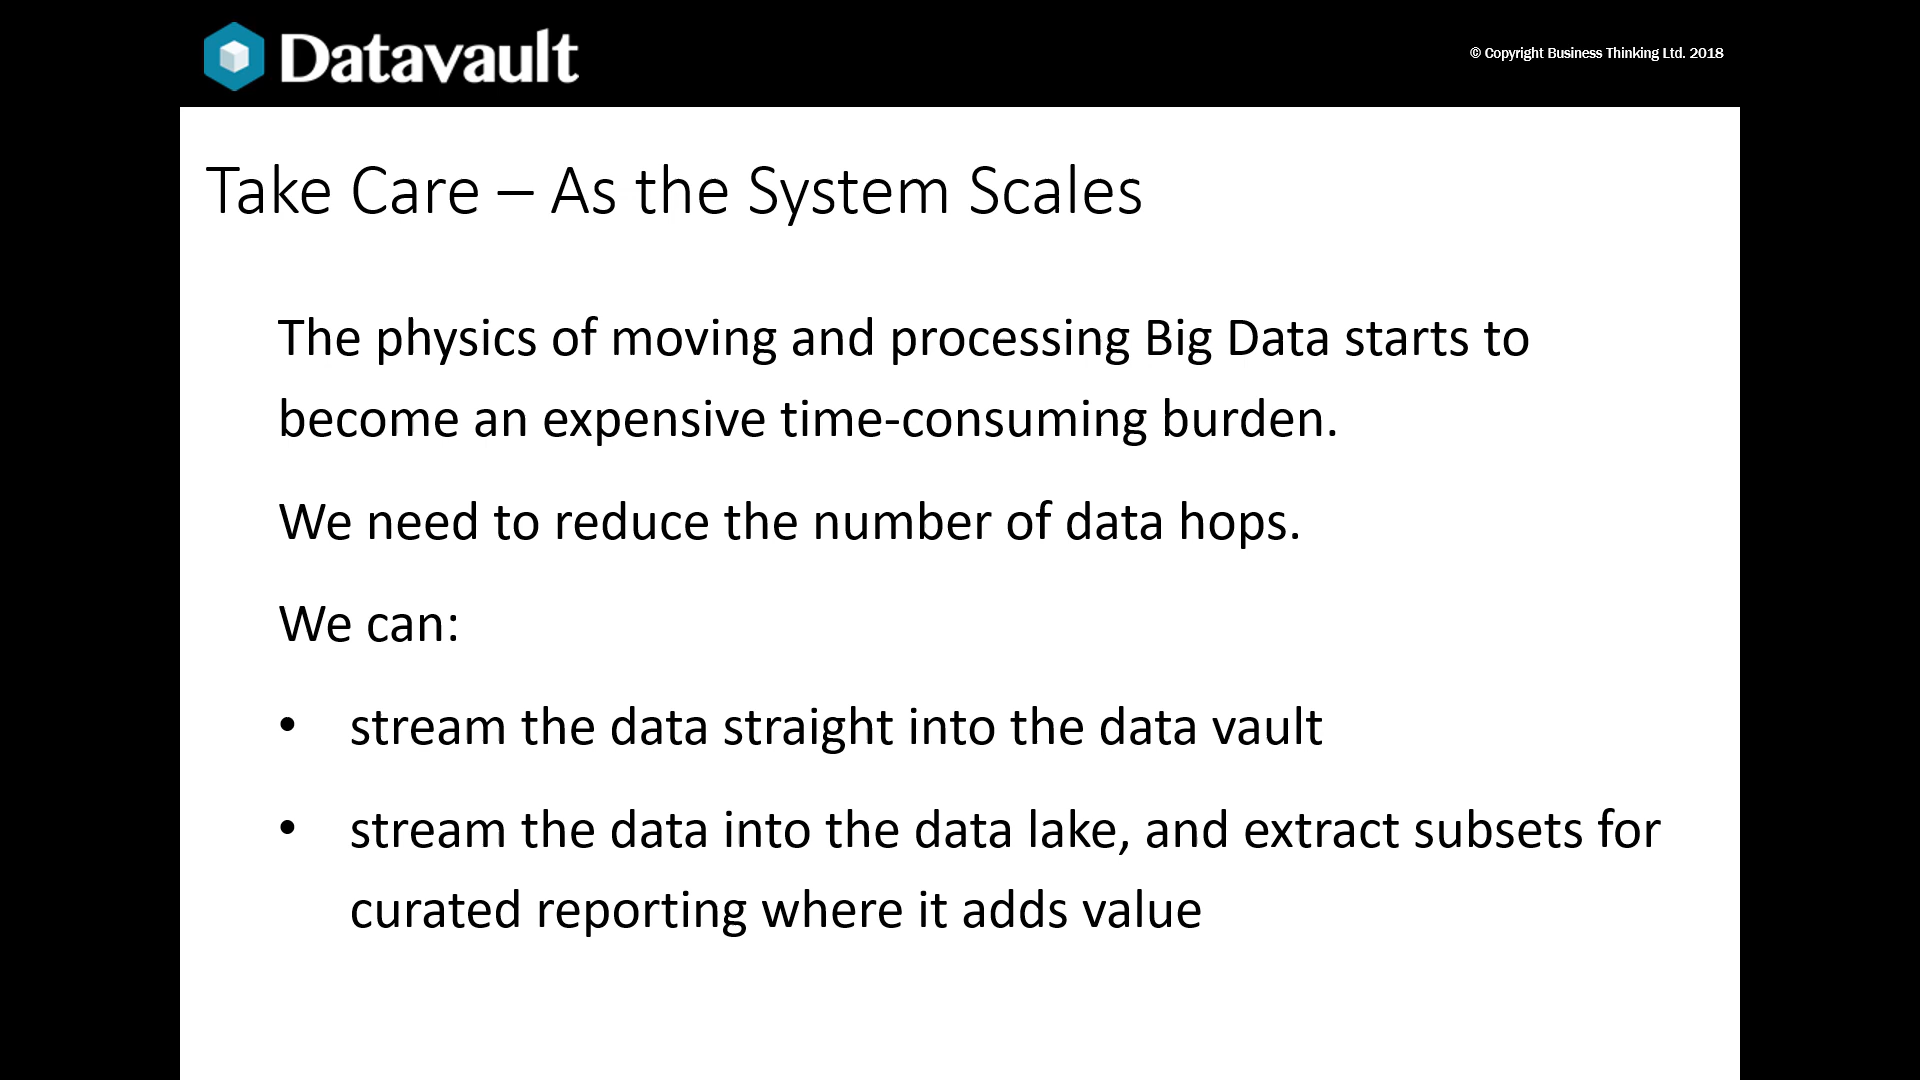 Datavault
© Copyright Business Thinking Ltd. 2018
Take Care – As the System Scales
The physics of moving and processing Big Data starts to
become an expensive time-consuming burden.
We need to reduce the number of data hops.
We can:
• stream the data straight into the data vault
• stream the data into the data lake, and extract subsets for
curated reporting where it adds value